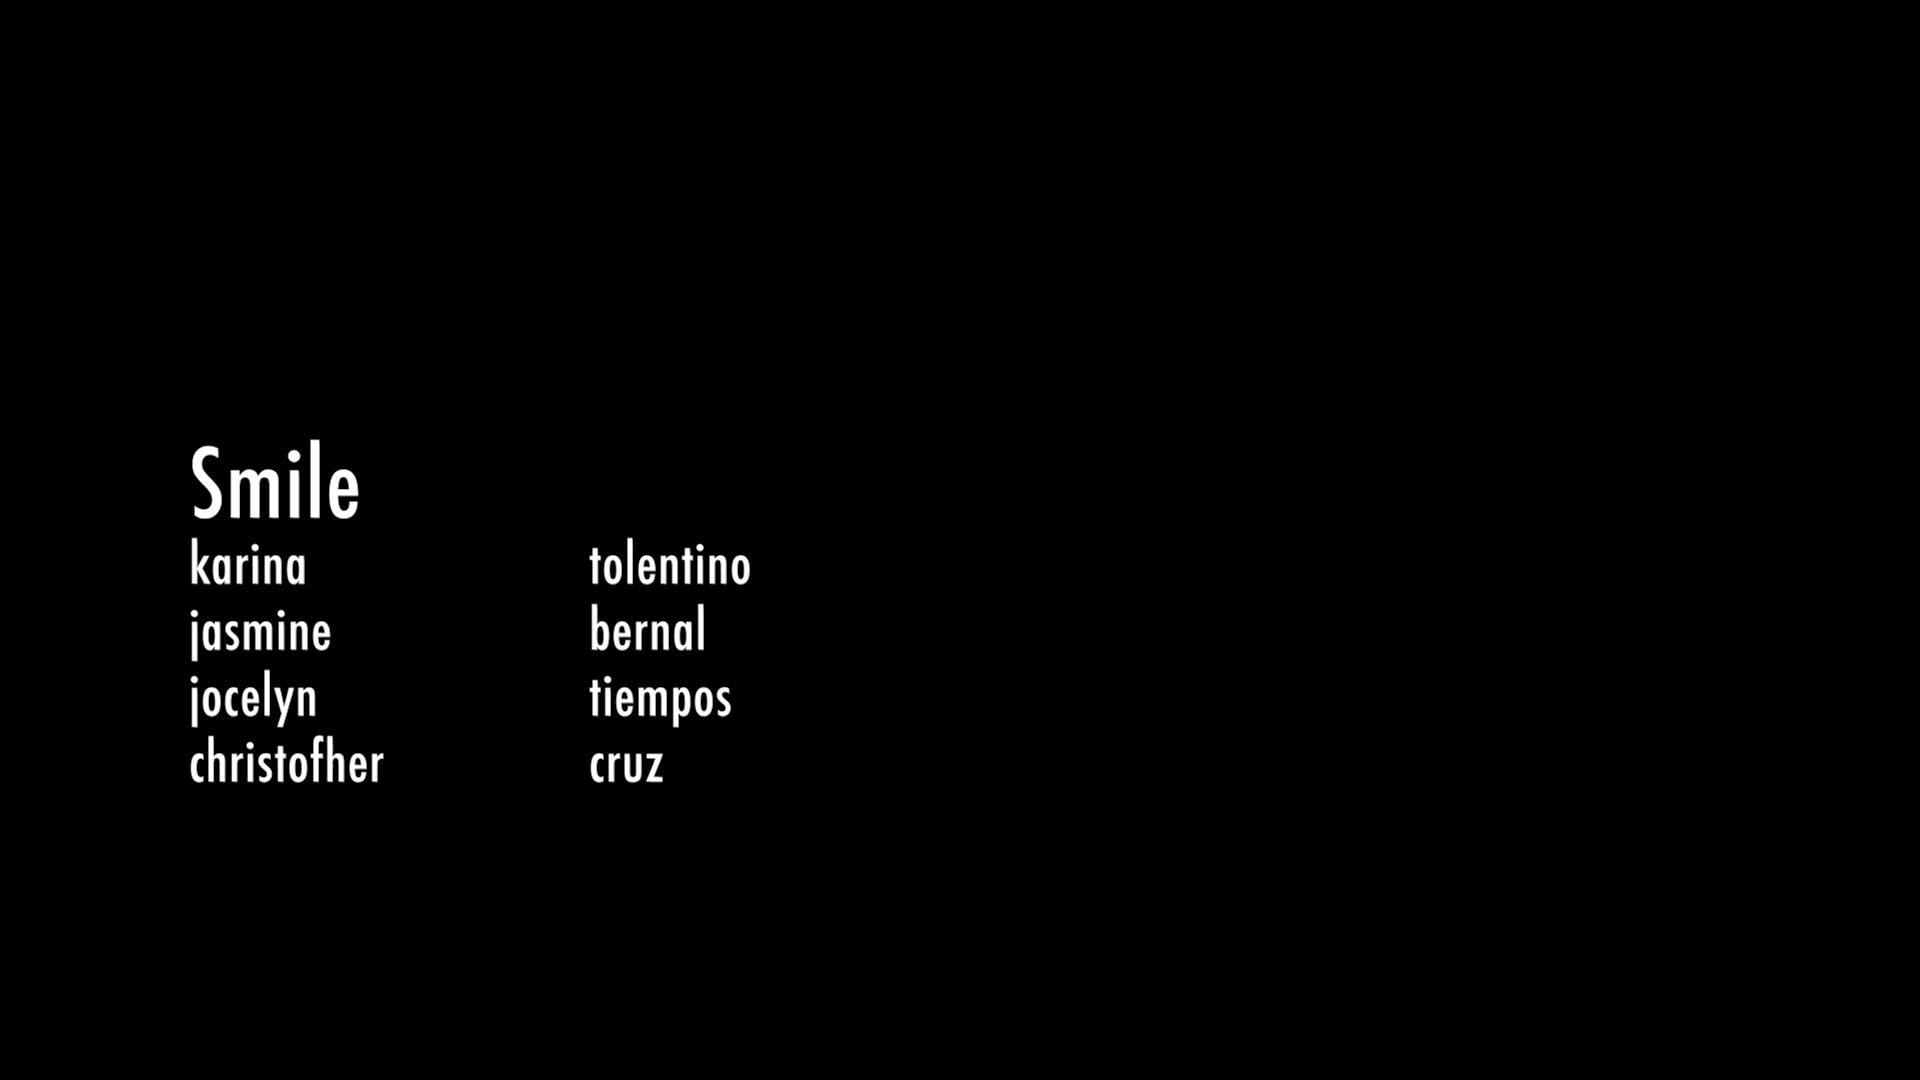 Smile
karina tolentino
jasmine bernal
jocelyn tiempos
christofher cruz